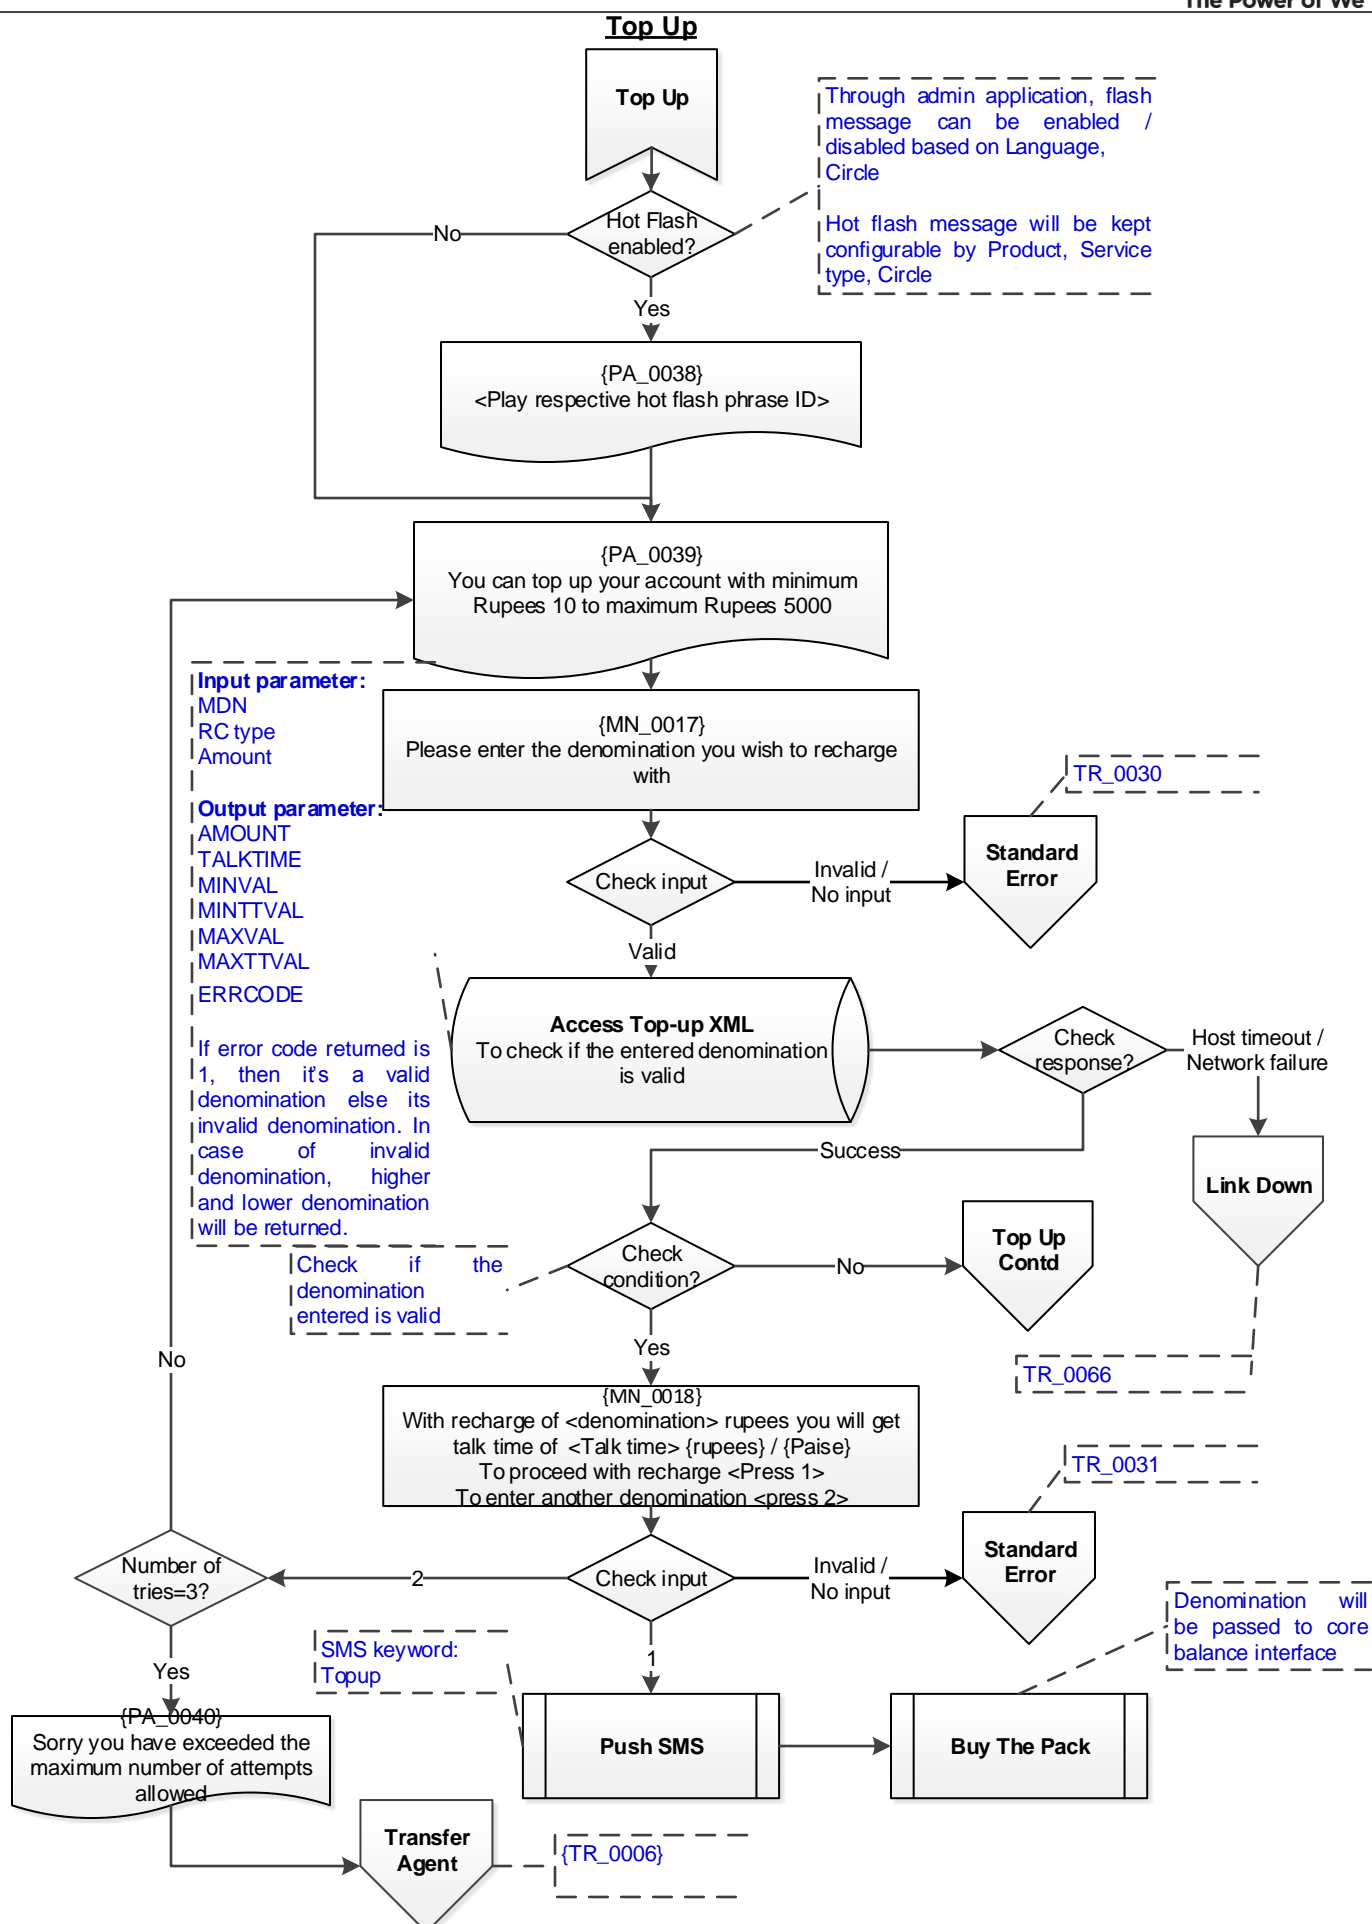 The Power of We
Top Up
Top Up
Through admin application, flash
message can be enabled /
disabled based on Language,
Circle
Hot flash message will be kept
configurable by Product, Service
type, Circle
Hot Flash
enabled?
No
Yes
{PA_0038}
<Play respective hot flash phrase ID>
{PA_0039}
You can top up your account with minimum
Rupees 10 to maximum Rupees 5000
Input parameter:
MDN
RC type
Amount
Output parameter:
AMOUNT
TALKTIME
MINVAL
MINTTVAL
MAXVAL
MAXTTVAL
ERRCODE
If error code returned is
1, then it's a valid
denomination else its
invalid denomination. In
case of invalid
denomination, higher
and lower denomination
will be returned.
{MN_0017}
Please enter the denomination you wish to recharge
with
TR_0030
Standard
Error
Check input
Invalid /
No input
Valid
Access Top-up XML
To check if the entered denomination
is valid
Check
response?
Host timeout /
Network failure
Success
Link Down
Check if the
denomination
entered is valid
Check
condition?
No
Top Up
Contd
Yes
TR_0066
No
{MN_0018}
With recharge of <denomination> rupees you will get
talk time of <Talk time> {rupees} / {Paise}
To proceed with recharge <Press 1>
To enter another denomination <press 2>
TR_0031
Standard
Error
Number of
tries=3?
2
Check input
Invalid /
No input
Denomination will
be passed to core
balance interface
SMS keyword:
Topup
1
Yes
{PA_0040}
Sorry you have exceeded the
maximum number of attempts
allowed
Push SMS
Buy The Pack
Transfer
Agent
{TR_0006}